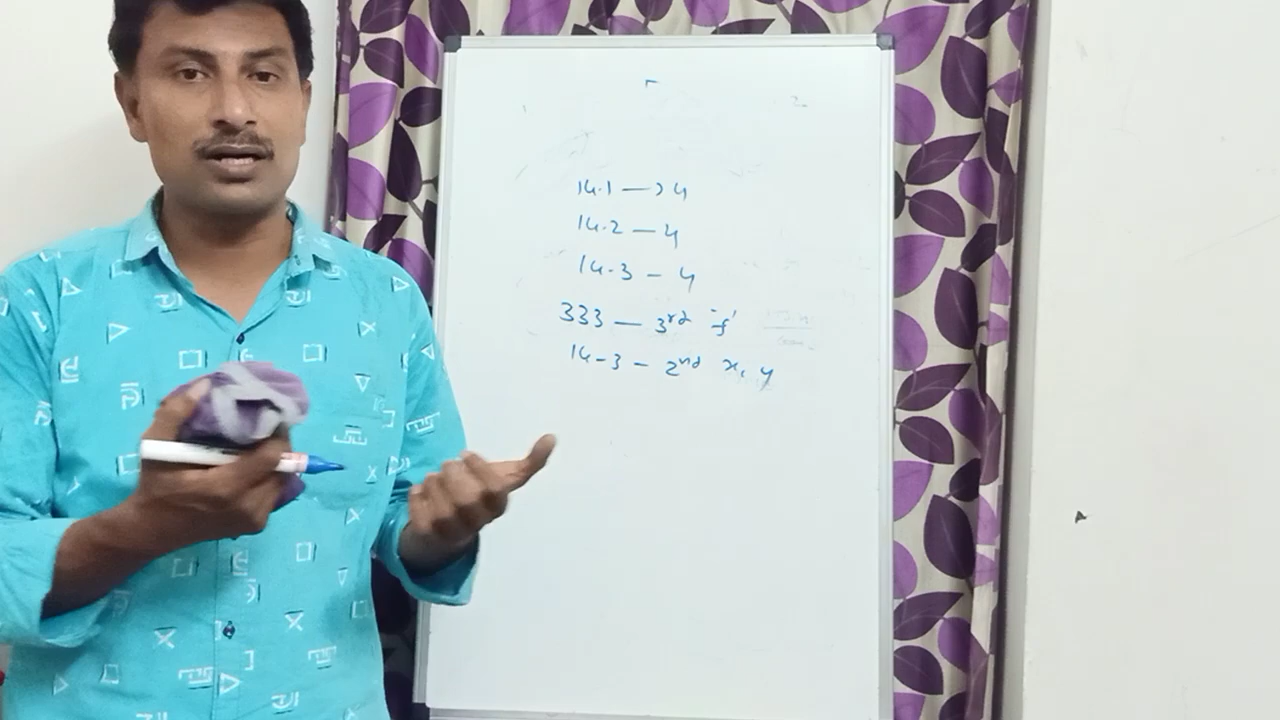 14.1 → 4
14.2 — 4
14.3 — 4
333 — 3rd 'f'
14-3 — 2nd x, y